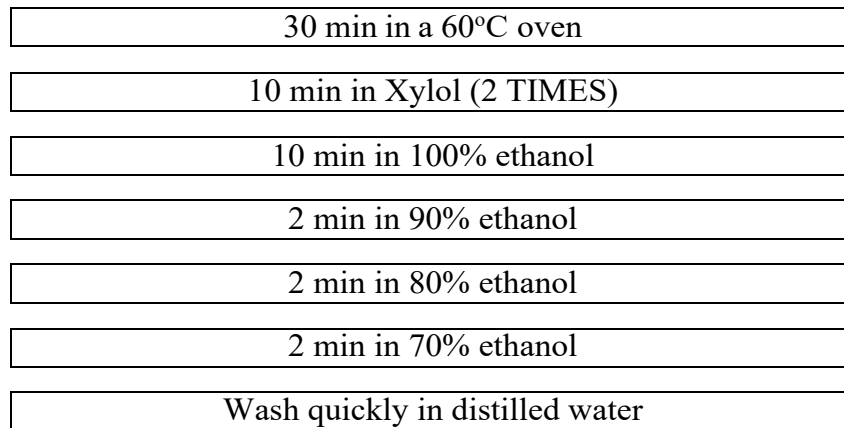 30 min in a 60°C oven
10 min in Xylol (2 TIMES)
10 min in 100% ethanol
2 min in 90% ethanol
2 min in 80% ethanol
2 min in 70% ethanol
Wash quickly in distilled water